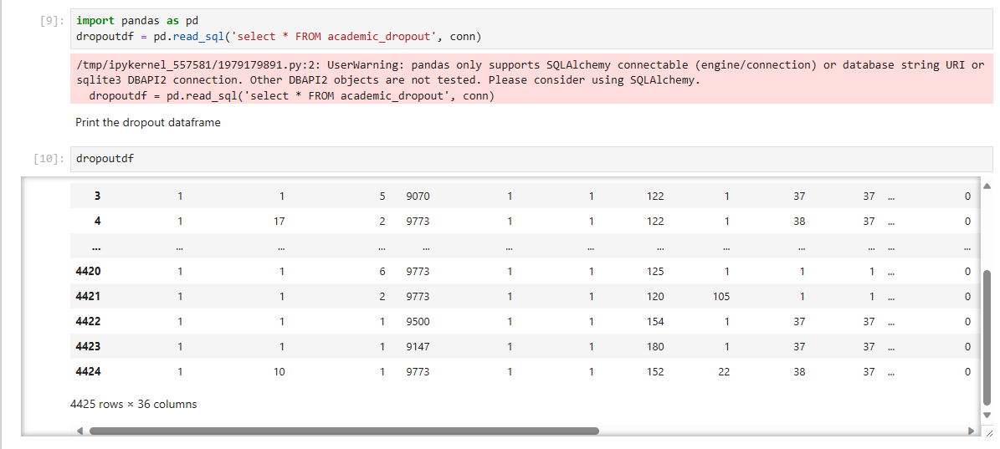 [9]: import pandas as pd
dropoutdf = pd.read_sql('select * FROM academic_dropout', conn)
/tmp/ipykernel_557581/1979179891.py:2: UserWarning: pandas only supports SQLAlchemy connectable (engine/connection) or database string URI or
sqlite3 DBAPI2 connection. Other DBAPI2 objects are not tested. Please consider using SQLAlchemy.
dropoutdf = pd.read_sql('select * FROM academic_dropout', conn)
Print the dropout dataframe
[10]: dropoutdf
3 1 1 5 9070 1 1 122 1 37 37 ... 0
4 1 17 2 9773 1 1 122 1 38 37 ... 0
... ... ... ... ... ... ... ... ... ... ... ... ...
4420 1 1 6 9773 1 1 125 1 1 1 ... 0
4421 1 1 2 9773 1 1 120 105 1 1 ... 0
4422 1 1 1 9500 1 1 154 1 37 37 ... 0
4423 1 1 1 9147 1 1 180 1 37 37 ... 0
4424 1 10 1 9773 1 1 152 22 38 37 ... 0
4425 rows × 36 columns